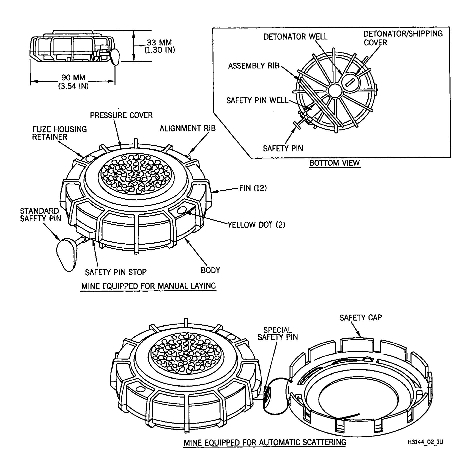 33 MM
(1.30 IN)
90 MM
(3.54 IN)
DETONATOR WELL
DETONATOR/SHIPPING
COVER
ASSEMBLY RIB
SAFETY PIN WELL
SAFETY PIN
BOTTOM VIEW
PRESSURE COVER
FUZE HOUSING
RETAINER
ALIGNMENT RIB
FIN (12)
STANDARD
SAFETY PIN
YELLOW DOT (2)
SAFETY PIN STOP
BODY
MINE EQUIPPED FOR MANUAL LAYING
SPECIAL
SAFETY PIN
SAFETY CAP
MINE EQUIPPED FOR AUTOMATIC SCATTERING